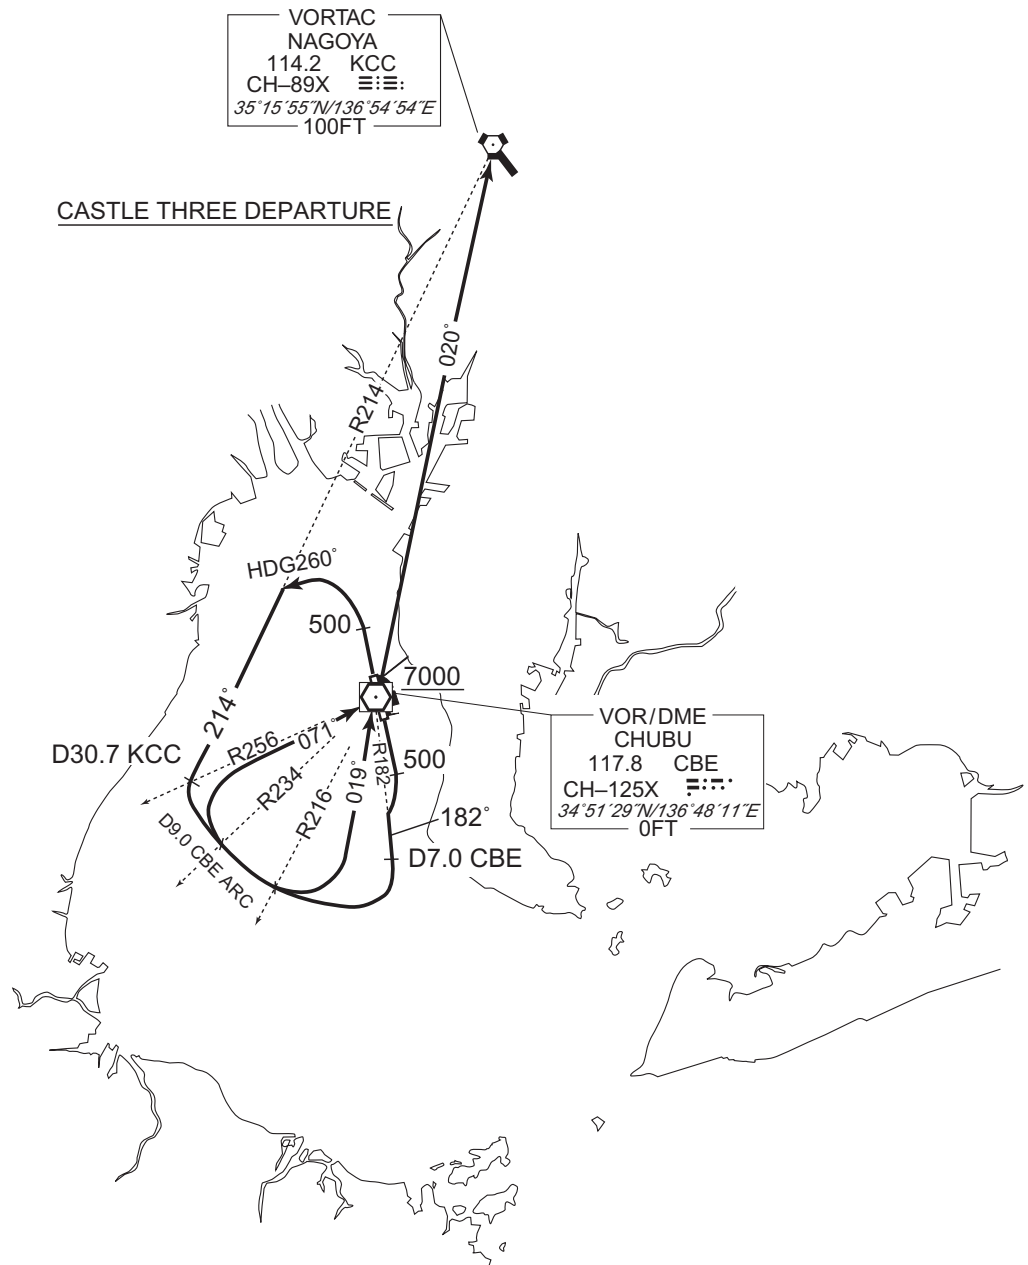 VORTAC
NAGOYA
114.2 KCC
CH–89X
35°15´55˝N/136°54´54˝E
100FT
CASTLE THREE DEPARTURE
020°
R214
HDG260°
500
7000
214°
D30.7 KCC
R256
071°
R234
R216
019°
R182
500
182°
D7.0 CBE
D9.0 CBE ARC
VOR/DME
CHUBU
117.8 CBE
CH–125X
34°51´29˝N/136°48´11˝E
0FT